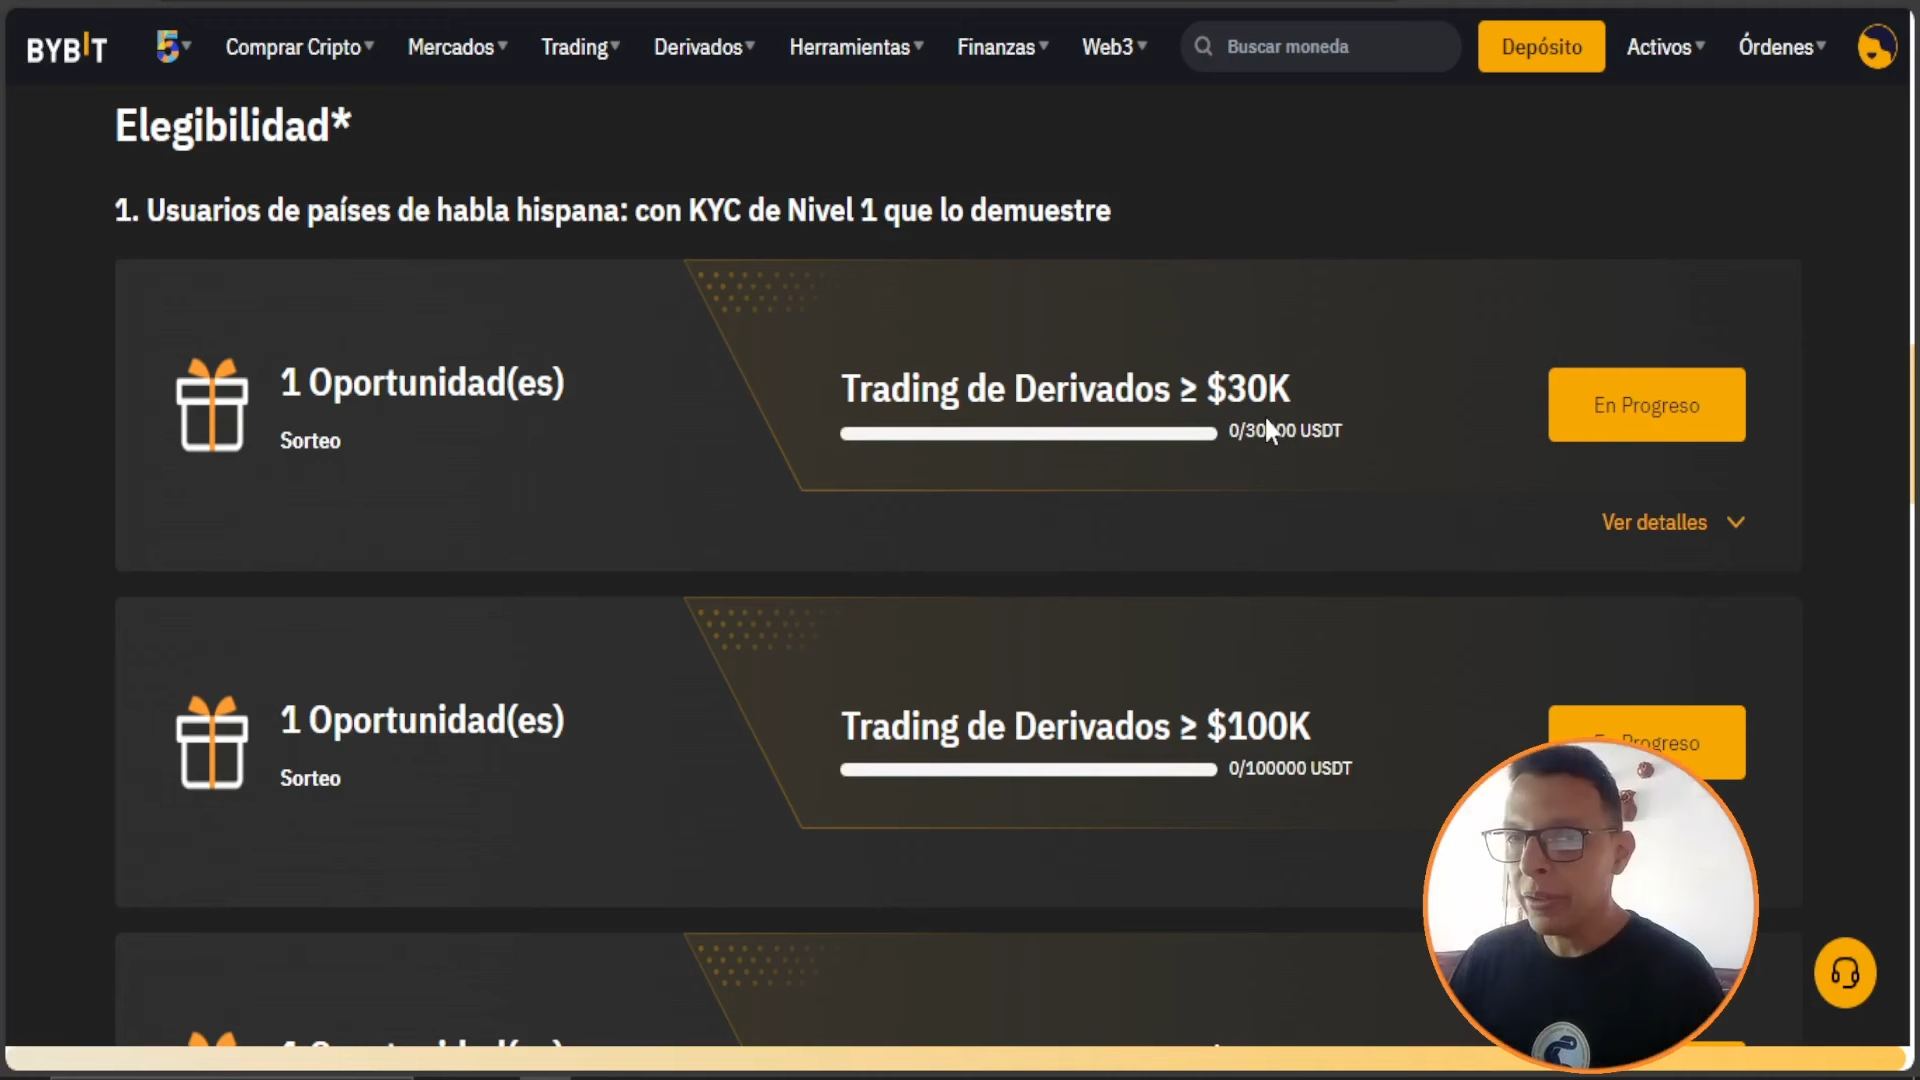 BYBIT
5
Comprar Cripto
Mercados
Trading
Derivados
Herramientas
Finanzas
Web3
Buscar moneda
Depósito
Activos
Órdenes
Elegibilidad*
1. Usuarios de países de habla hispana: con KYC de Nivel 1 que lo demuestre
1 Oportunidad(es)
Sorteo
Trading de Derivados ≥ $30K
USDT
En Progreso
Ver detalles
1 Oportunidad(es)
Sorteo
Trading de Derivados ≥ $100K
0/100000 USDT
Progreso